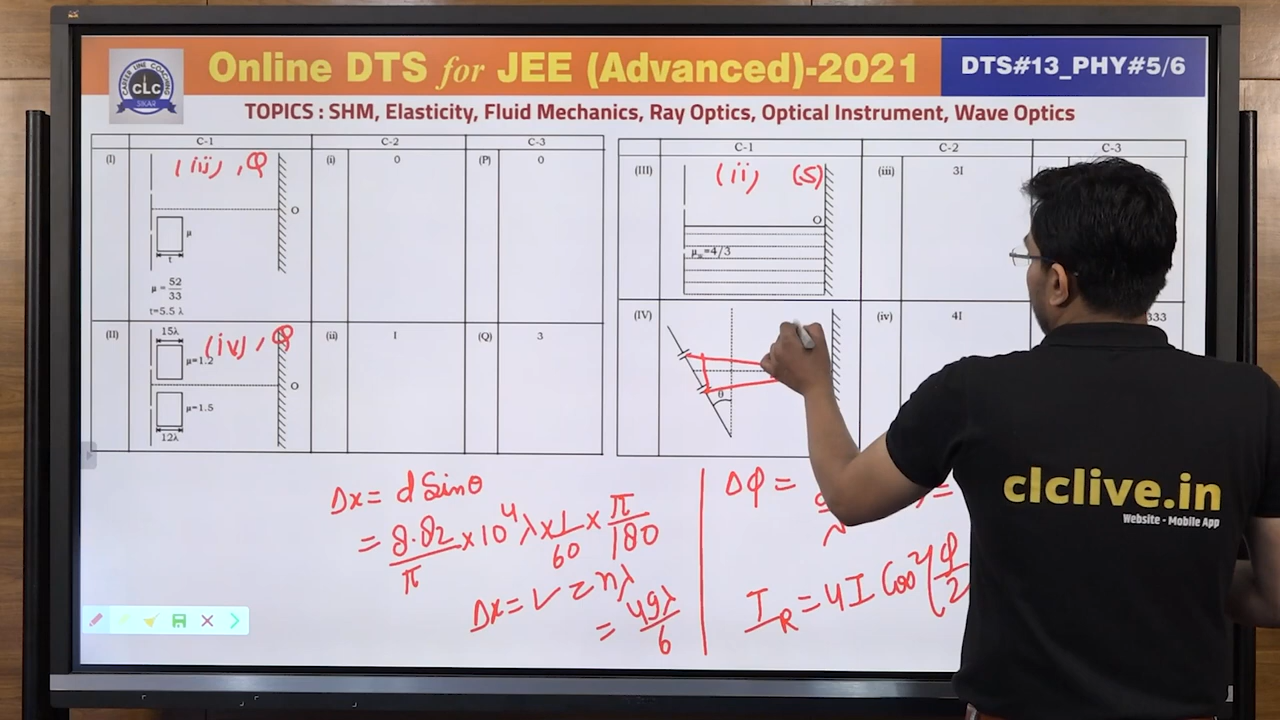 Online DTS for JEE (Advanced)-2021
DTS#13_PHY#5/6
CAREER LINE COACHING
CLC
SIKAR
TOPICS : SHM, Elasticity, Fluid Mechanics, Ray Optics, Optical Instrument, Wave Optics
C-1 C-2 C-3
(I) (iii), Q (i) 0 (P) 0
O
μ
t
μ = 52/33
t=5.5 λ
(II) 15λ (iv), Q (ii) I (Q) 3
μ=1.2
O
μ=1.5
12λ
C-1 C-2 C-3
(III) (ii) (S) (iii) 3I
O
μw=4/3
(IV) (iv) 4I 333
θ
Δx = d Sinθ
= 8.82/π ×10⁴ λ × 1/60 × π/180
Δx = ✓ = nλ
= 49λ/6
Δφ =
I_R = 4I Cos²(φ/2
clclive.in
Website - Mobile App